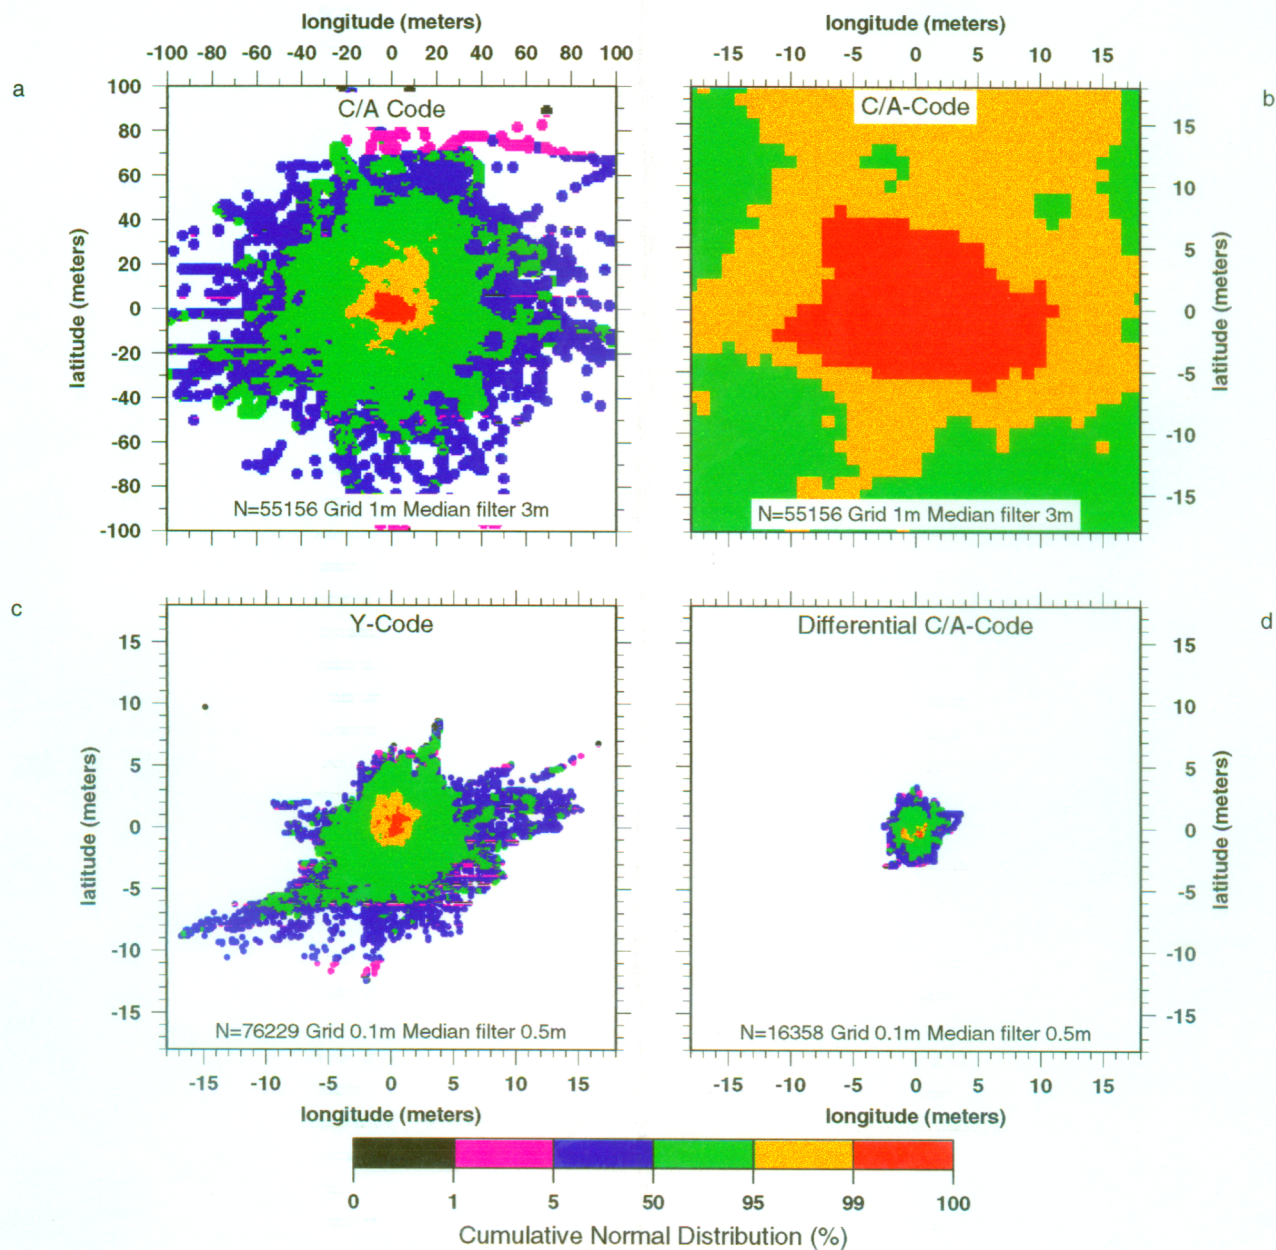 longitude (meters)
-100 -80 -60 -40 -20 0 20 40 60 80 100
a
C/A Code
100
80
60
40
20
0
-20
-40
-60
-80
-100
latitude (meters)
N=55156 Grid 1m Median filter 3m
longitude (meters)
-15 -10 -5 0 5 10 15
b
C/A-Code
15
10
5
0
-5
-10
-15
latitude (meters)
N=55156 Grid 1m Median filter 3m
c
Y-Code
15
10
5
0
-5
-10
-15
latitude (meters)
N=76229 Grid 0.1m Median filter 0.5m
-15 -10 -5 0 5 10 15
longitude (meters)
d
Differential C/A-Code
15
10
5
0
-5
-10
-15
latitude (meters)
N=16358 Grid 0.1m Median filter 0.5m
-15 -10 -5 0 5 10 15
longitude (meters)
0 1 5 50 95 99 100
Cumulative Normal Distribution (%)